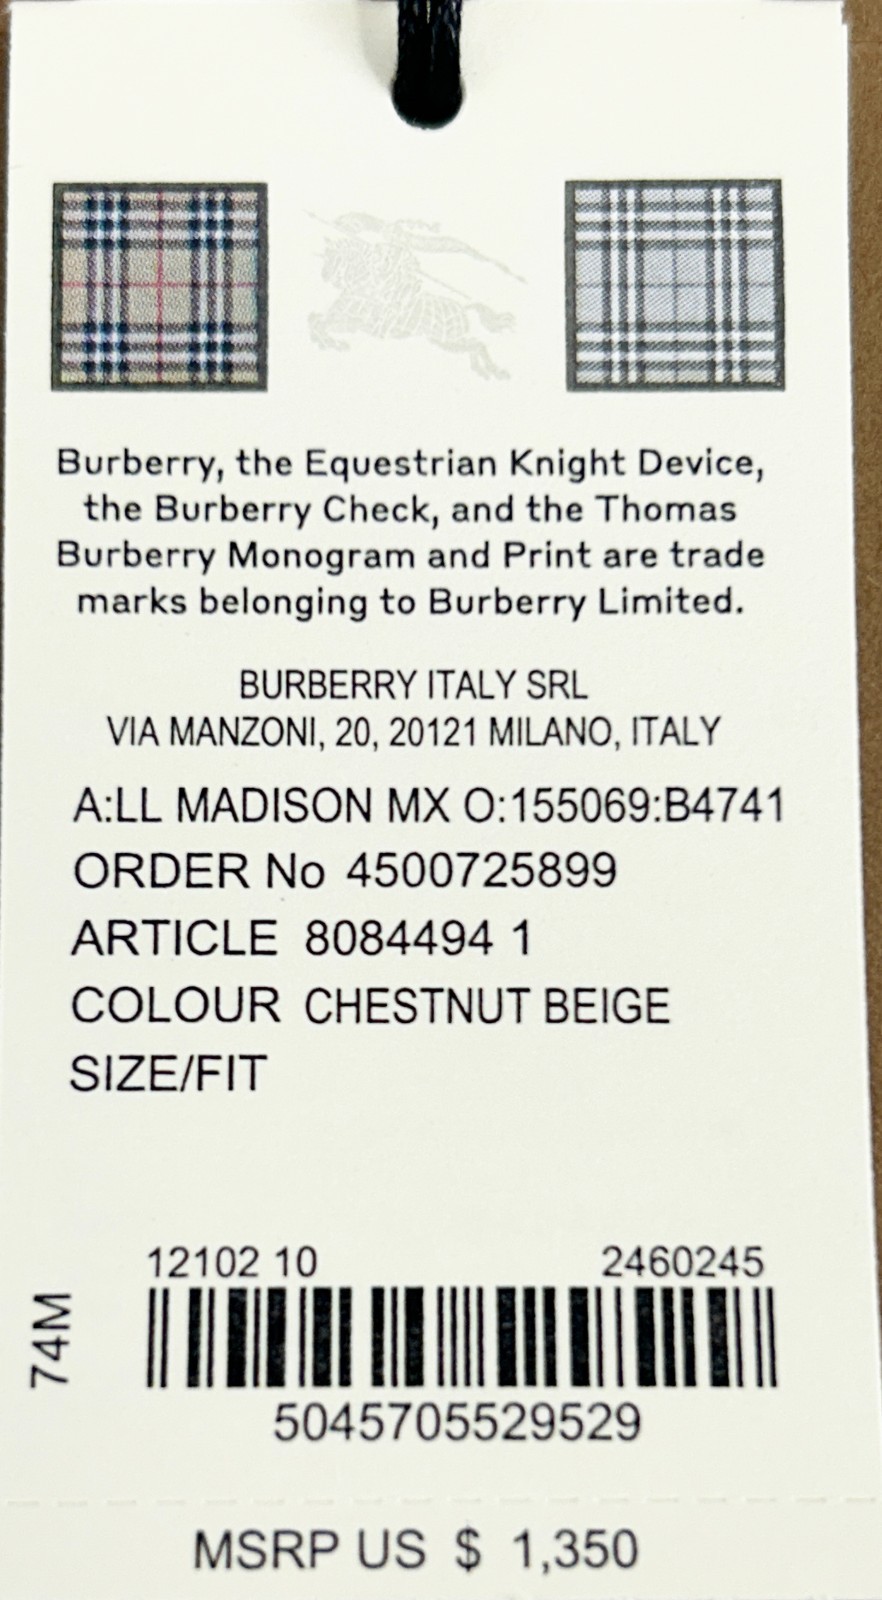 Burberry, the Equestrian Knight Device,
the Burberry Check, and the Thomas
Burberry Monogram and Print are trade
marks belonging to Burberry Limited.
BURBERRY ITALY SRL
VIA MANZONI, 20, 20121 MILANO, ITALY
A:LL MADISON MX O:155069:B4741
ORDER No 4500725899
ARTICLE 8084494 1
COLOUR CHESTNUT BEIGE
SIZE/FIT
12102 10 2460245
74M
5045705529529
MSRP US $ 1,350